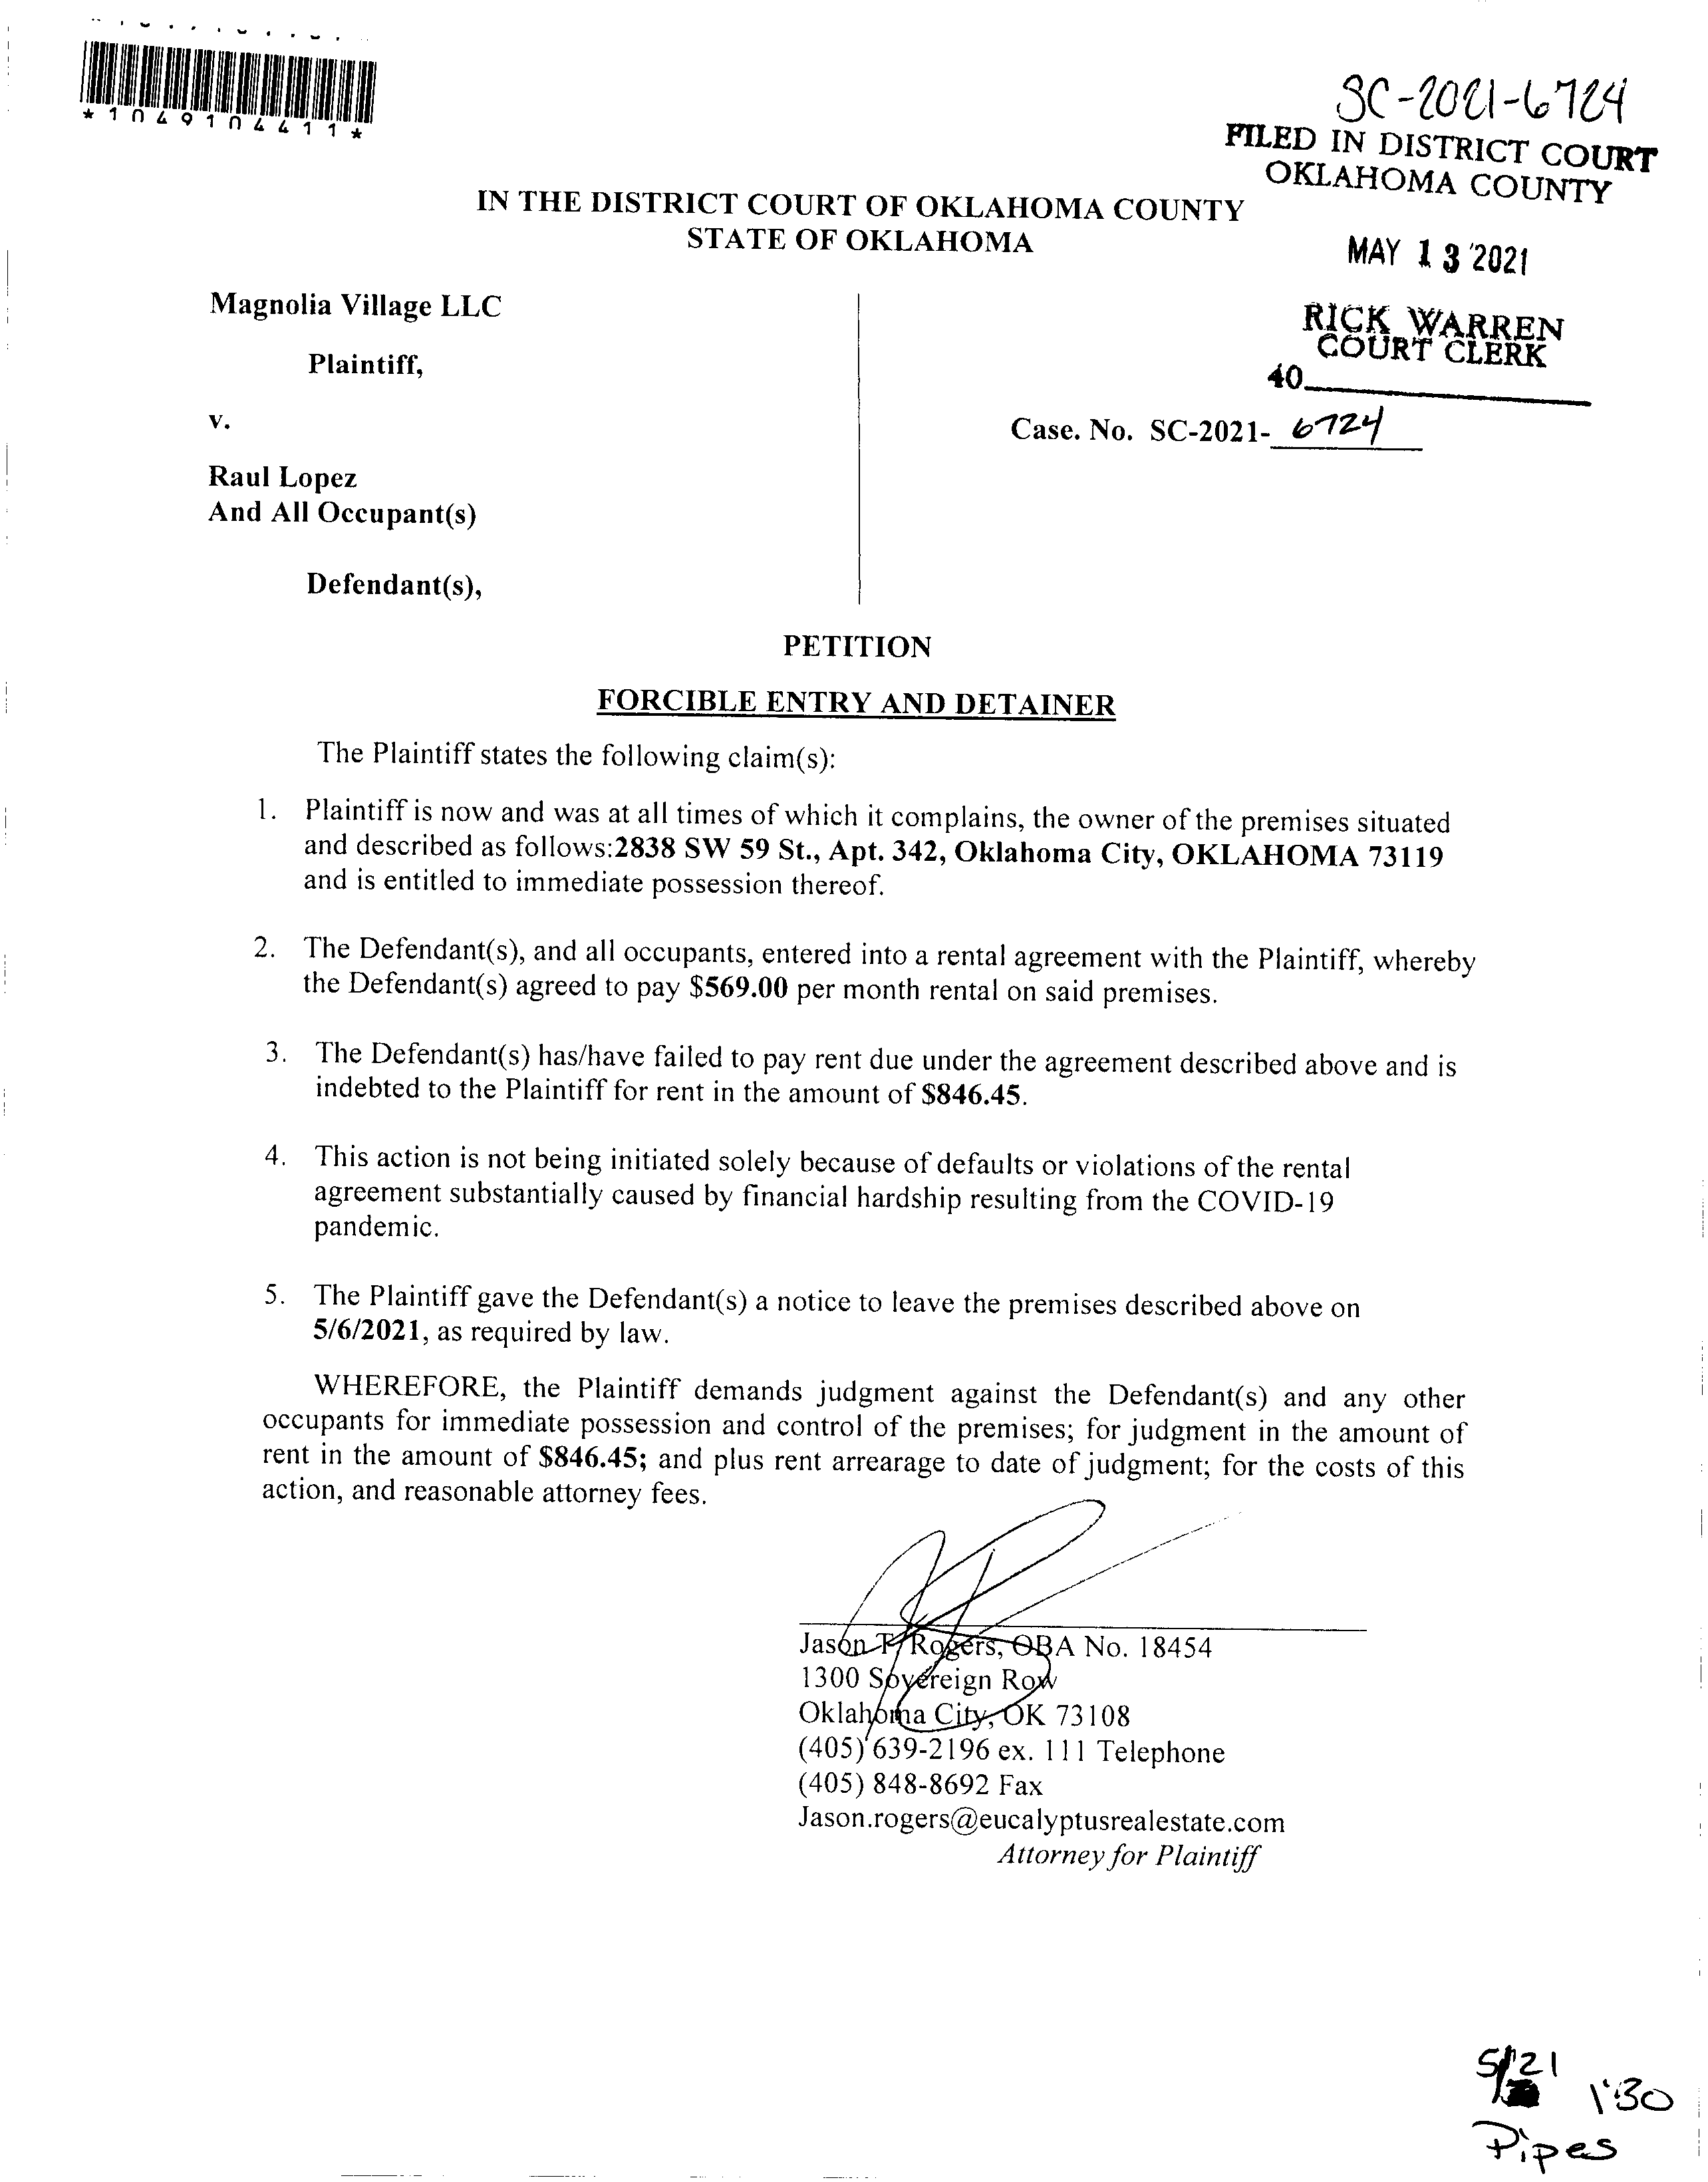 *1049104411*
SC-2021-6724
FILED IN DISTRICT COURT
OKLAHOMA COUNTY
IN THE DISTRICT COURT OF OKLAHOMA COUNTY
STATE OF OKLAHOMA
MAY 13 2021
Magnolia Village LLC
RICK WARREN
COURT CLERK
Plaintiff,
40
v.
Case. No. SC-2021- 6724
Raul Lopez
And All Occupant(s)
Defendant(s),
PETITION
FORCIBLE ENTRY AND DETAINER
The Plaintiff states the following claim(s):
1. Plaintiff is now and was at all times of which it complains, the owner of the premises situated
and described as follows:2838 SW 59 St., Apt. 342, Oklahoma City, OKLAHOMA 73119
and is entitled to immediate possession thereof.
2. The Defendant(s), and all occupants, entered into a rental agreement with the Plaintiff, whereby
the Defendant(s) agreed to pay $569.00 per month rental on said premises.
3. The Defendant(s) has/have failed to pay rent due under the agreement described above and is
indebted to the Plaintiff for rent in the amount of $846.45.
4. This action is not being initiated solely because of defaults or violations of the rental
agreement substantially caused by financial hardship resulting from the COVID-19
pandemic.
5. The Plaintiff gave the Defendant(s) a notice to leave the premises described above on
5/6/2021, as required by law.
WHEREFORE, the Plaintiff demands judgment against the Defendant(s) and any other
occupants for immediate possession and control of the premises; for judgment in the amount of
rent in the amount of $846.45; and plus rent arrearage to date of judgment; for the costs of this
action, and reasonable attorney fees.
Jason T. Rogers, OBA No. 18454
1300 Sovereign Row
Oklahoma City, OK 73108
(405) 639-2196 ex. 111 Telephone
(405) 848-8692 Fax
Jason.rogers@eucalyptusrealestate.com
Attorney for Plaintiff
5/21
1:30
Pipes